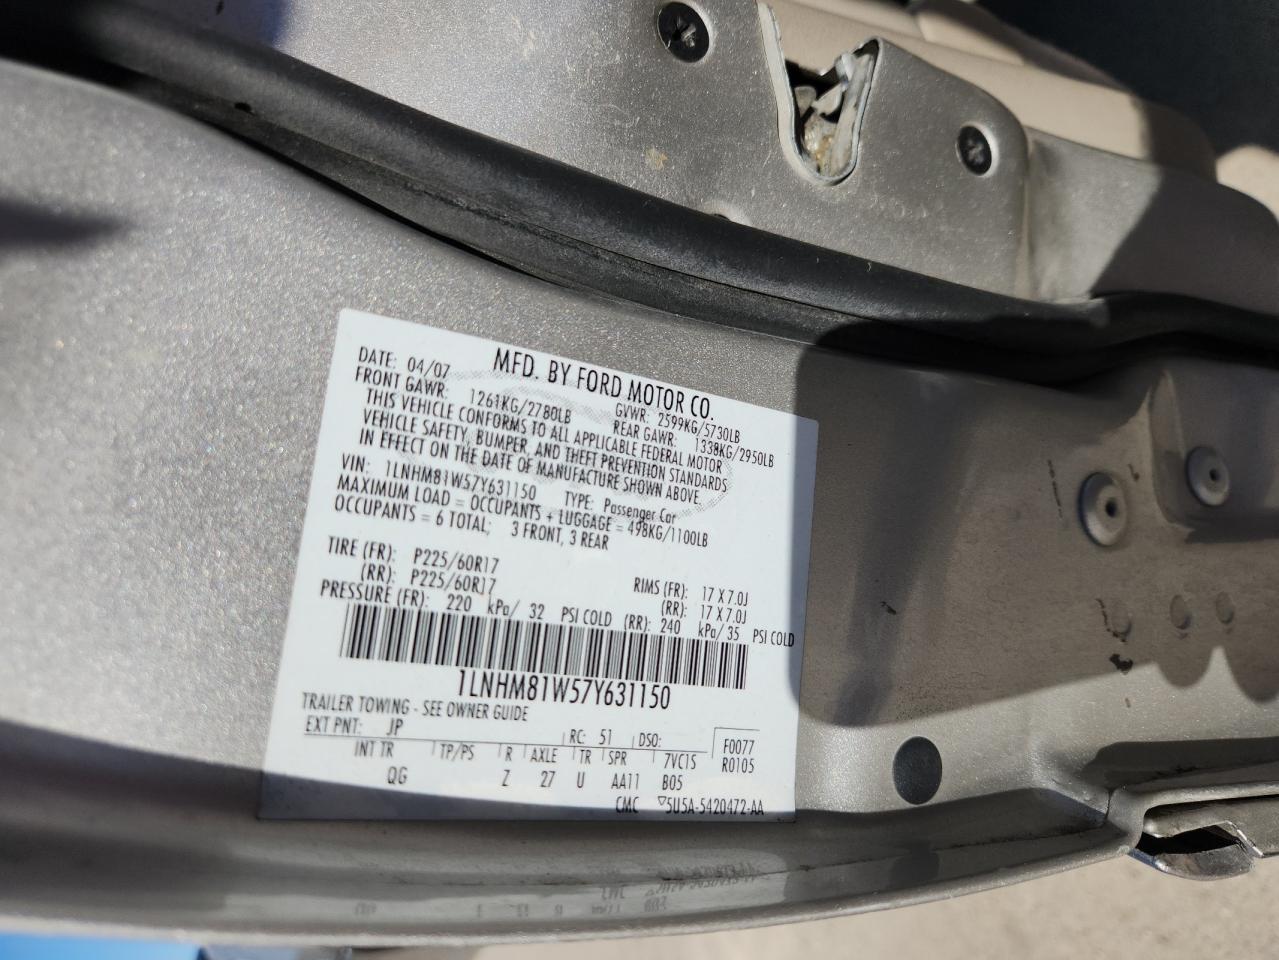 MFD. BY FORD MOTOR CO.
DATE: 04/07 GVWR: 2599KG/5730LB
FRONT GAWR: 1261KG/2780LB REAR GAWR: 1338KG/2950LB
THIS VEHICLE CONFORMS TO ALL APPLICABLE FEDERAL MOTOR
VEHICLE SAFETY, BUMPER, AND THEFT PREVENTION STANDARDS
IN EFFECT ON THE DATE OF MANUFACTURE SHOWN ABOVE.
VIN: 1LNHM81W57Y631150 TYPE: Passenger Car
MAXIMUM LOAD = OCCUPANTS + LUGGAGE = 498KG/1100LB
OCCUPANTS = 6 TOTAL; 3 FRONT, 3 REAR
TIRE (FR): P225/60R17 RIMS (FR): 17 X 7.0J
(RR): P225/60R17 (RR): 17 X 7.0J
PRESSURE (FR): 220 kPa/ 32 PSI COLD (RR): 240 kPa/ 35 PSI COLD
1LNHM81W57Y631150
TRAILER TOWING - SEE OWNER GUIDE
EXT PNT: JP RC: 51 DSO: F0077
INT TR TP/PS R AXLE TR SPR 7VC1S R0105
QG Z 27 U AA11 B05
CMC ▽5U5A-5420472-AA